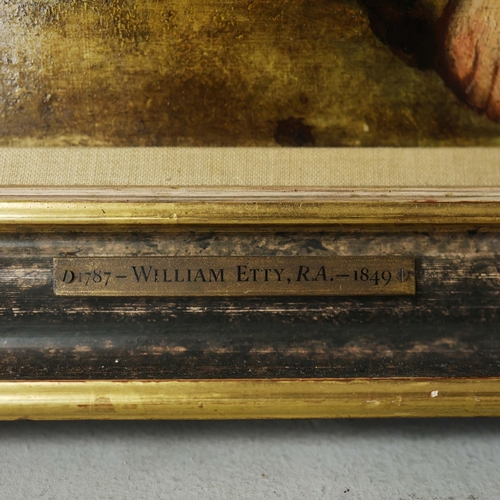 1787 – WILLIAM ETTY, R.A. – 1849